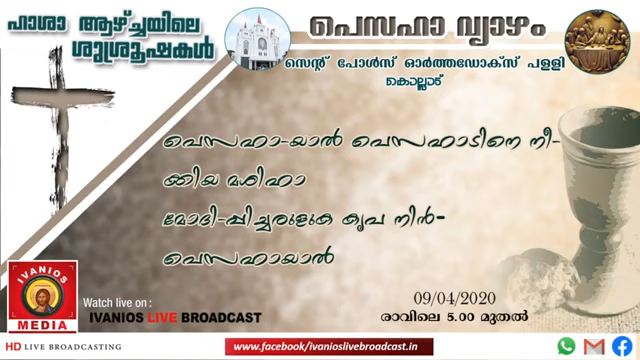 ഹാശാ ആഴ്ച്ചയിലെ
ശുശ്രൂഷകൾ
പെസഹാ വ്യാഴം
സെന്റ് പോൾസ് ഓർത്തഡോക്സ് പള്ളി
കൊല്ലാട്
പെസഹാ-യാൽ പെസഹാടിനെ നീ-
ക്കിയ മശിഹാ
മോദി-പ്പിച്ചരുളുക കൃപ നിൻ-
പെസഹായാൽ
IVANIOS
MEDIA
Watch live on :
IVANIOS LIVE BROADCAST
09/04/2020
രാവിലെ 5.00 മുതൽ
HD LIVE BROADCASTING
www.facebook/ivanioslivebroadcast.in